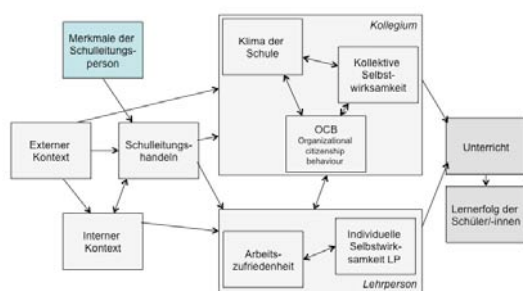 Kollegium
Merkmale der
Schulleitungs-
person
Klima der
Schule
Kollektive
Selbst-
wirksamkeit
Externer
Kontext
Schulleitungs-
handeln
OCB
Organizational
citizenship
behaviour
Unterricht
Interner
Kontext
Lernerfolg der
Schüler/-innen
Arbeits-
zufriedenheit
Individuelle
Selbstwirk-
samkeit LP
Lehrperson